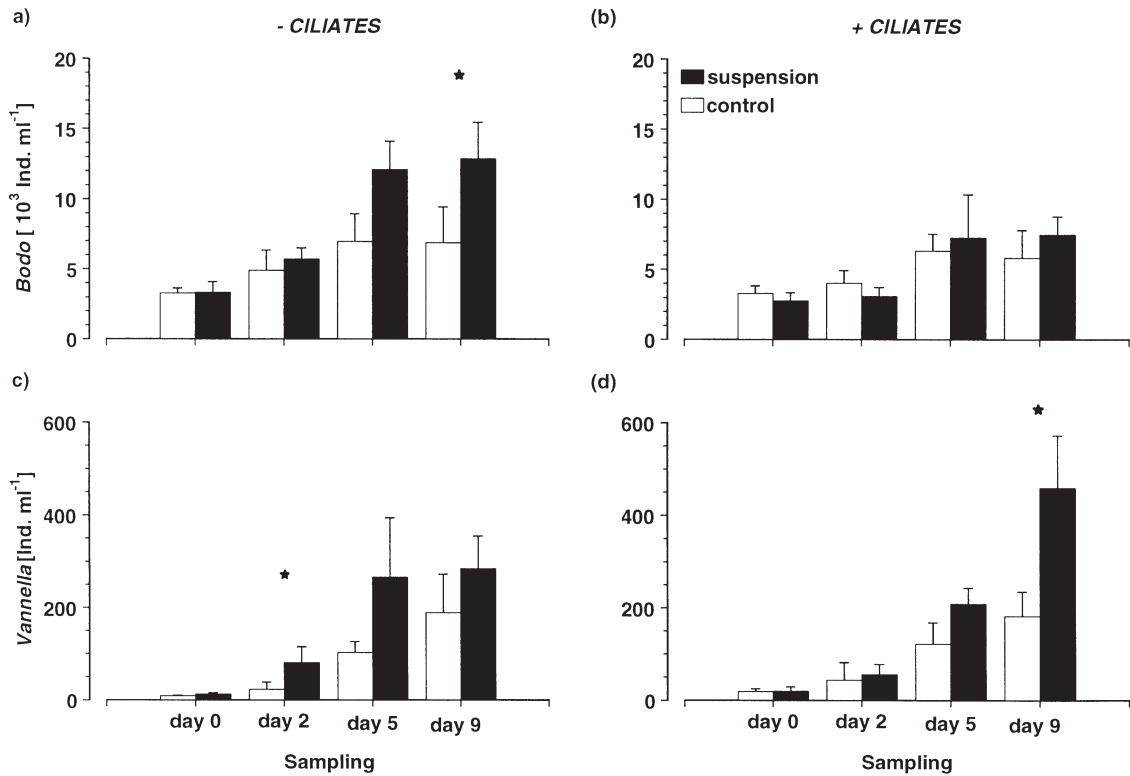 a)
- CILIATES
(b)
+ CILIATES
20
15
10
5
0
Bodo [ 10³ Ind. ml⁻¹]
★
20
15
10
5
0
suspension
control
c)
(d)
600
400
200
0
Vannella [Ind. ml⁻¹]
★
day 0 day 2 day 5 day 9
Sampling
600
400
200
0
★
day 0 day 2 day 5 day 9
Sampling